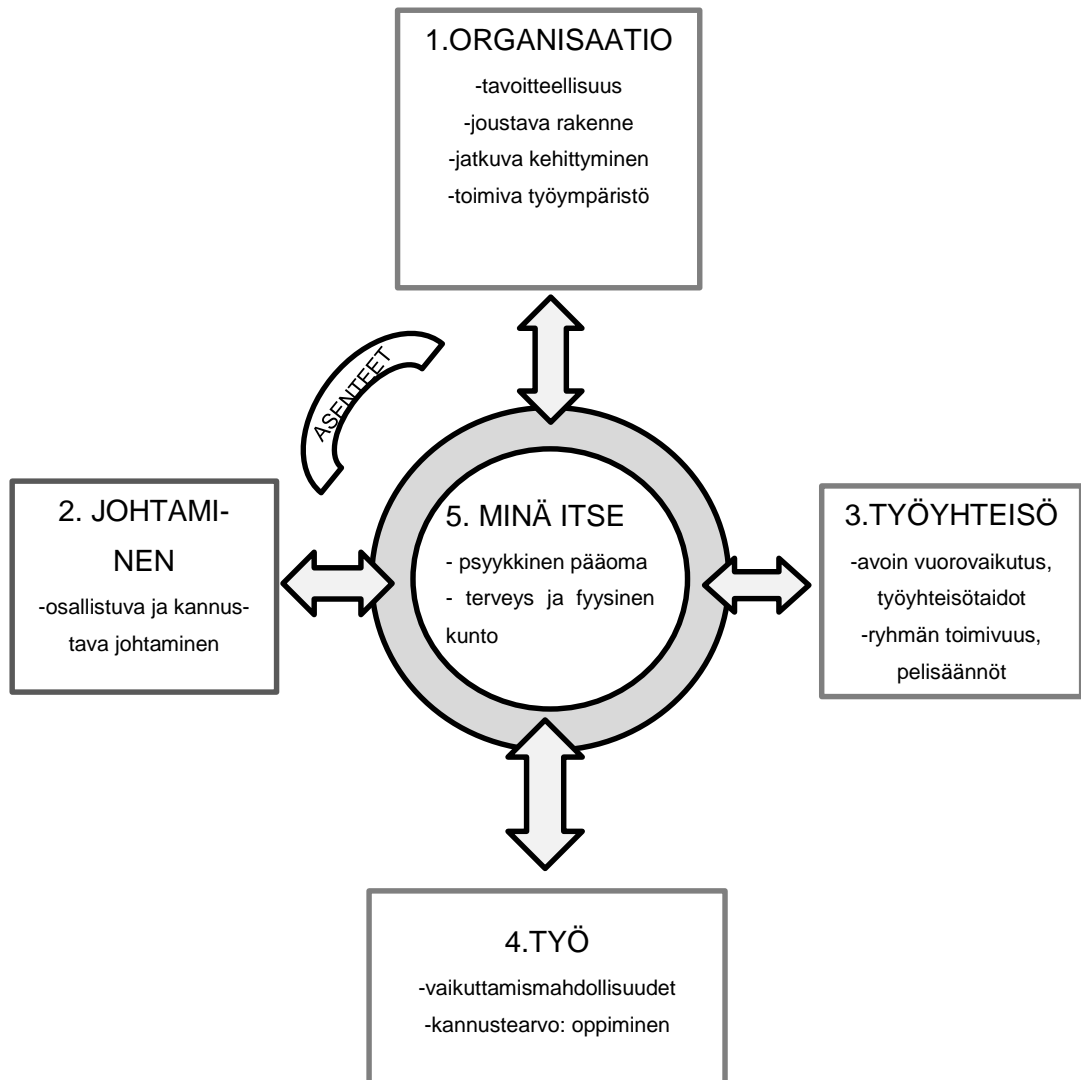 1.ORGANISAATIO
-tavoitteellisuus
-joustava rakenne
-jatkuva kehittyminen
-toimiva työympäristö
ASENTEET
2. JOHTAMI-
NEN
-osallistuva ja kannus-
tava johtaminen
5. MINÄ ITSE
- psyykkinen pääoma
- terveys ja fyysinen
kunto
3.TYÖYHTEISÖ
-avoin vuorovaikutus,
työyhteisötaidot
-ryhmän toimivuus,
pelisäännöt
4.TYÖ
-vaikuttamismahdollisuudet
-kannustearvo: oppiminen